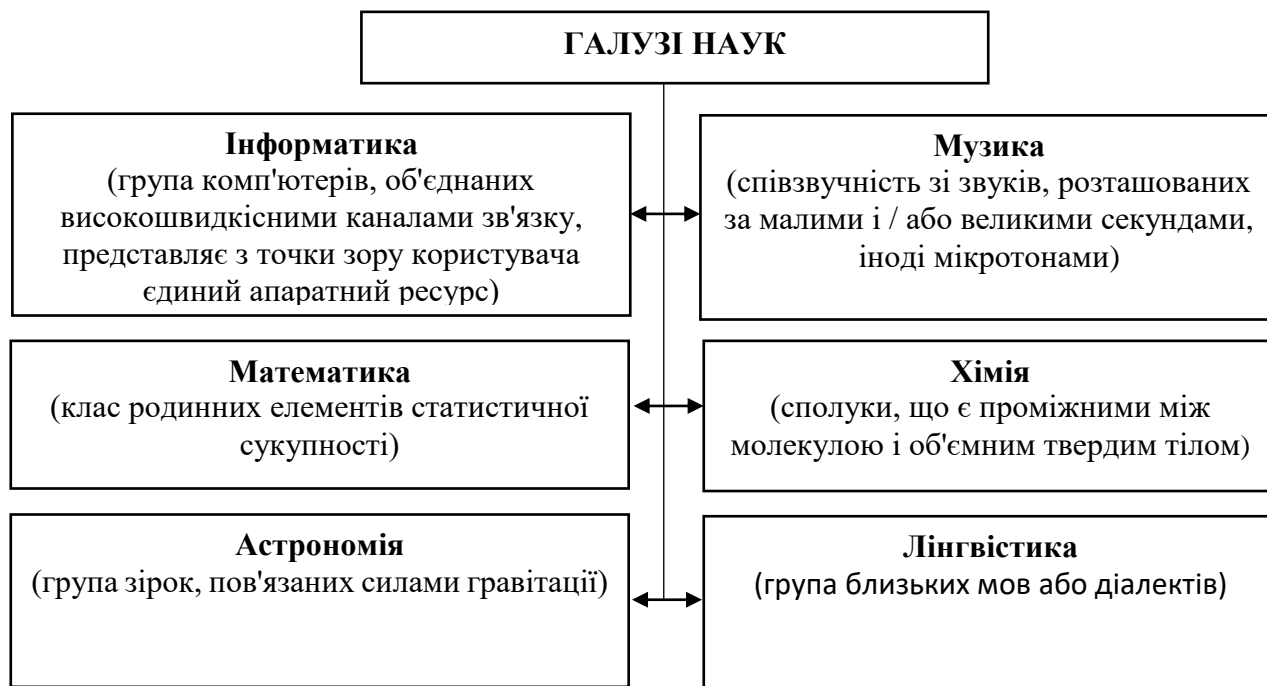 ГАЛУЗІ НАУК
Інформатика
(група комп'ютерів, об'єднаних
високошвидкісними каналами зв'язку,
представляє з точки зору користувача
єдиний апаратний ресурс)
Музика
(співзвучність зі звуків, розташованих
за малими і / або великими секундами,
іноді мікротонами)
Математика
(клас родинних елементів статистичної
сукупності)
Хімія
(сполуки, що є проміжними між
молекулою і об'ємним твердим тілом)
Астрономія
(група зірок, пов'язаних силами гравітації)
Лінгвістика
(група близьких мов або діалектів)